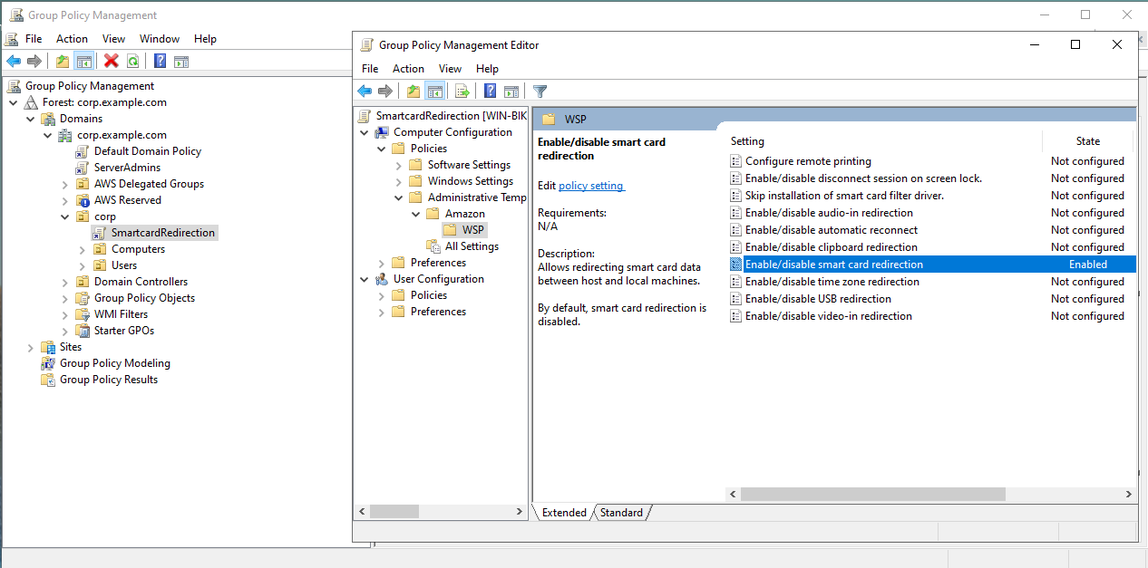 Group Policy Management
File Action View Window Help
Group Policy Management
Forest: corp.example.com
Domains
corp.example.com
Default Domain Policy
ServerAdmins
AWS Delegated Groups
AWS Reserved
corp
SmartcardRedirection
Computers
Users
Domain Controllers
Group Policy Objects
WMI Filters
Starter GPOs
Sites
Group Policy Modeling
Group Policy Results
Group Policy Management Editor
File Action View Help
SmartcardRedirection [WIN-BIK
Computer Configuration
Policies
Software Settings
Windows Settings
Administrative Temp
Amazon
WSP
All Settings
Preferences
User Configuration
Policies
Preferences
WSP
Enable/disable smart card
redirection
Edit policy setting
Requirements:
N/A
Description:
Allows redirecting smart card data
between host and local machines.
By default, smart card redirection is
disabled.
Setting State
Configure remote printing Not configured
Enable/disable disconnect session on screen lock. Not configured
Skip installation of smart card filter driver. Not configured
Enable/disable audio-in redirection Not configured
Enable/disable automatic reconnect Not configured
Enable/disable clipboard redirection Not configured
Enable/disable smart card redirection Enabled
Enable/disable time zone redirection Not configured
Enable/disable USB redirection Not configured
Enable/disable video-in redirection Not configured
Extended Standard